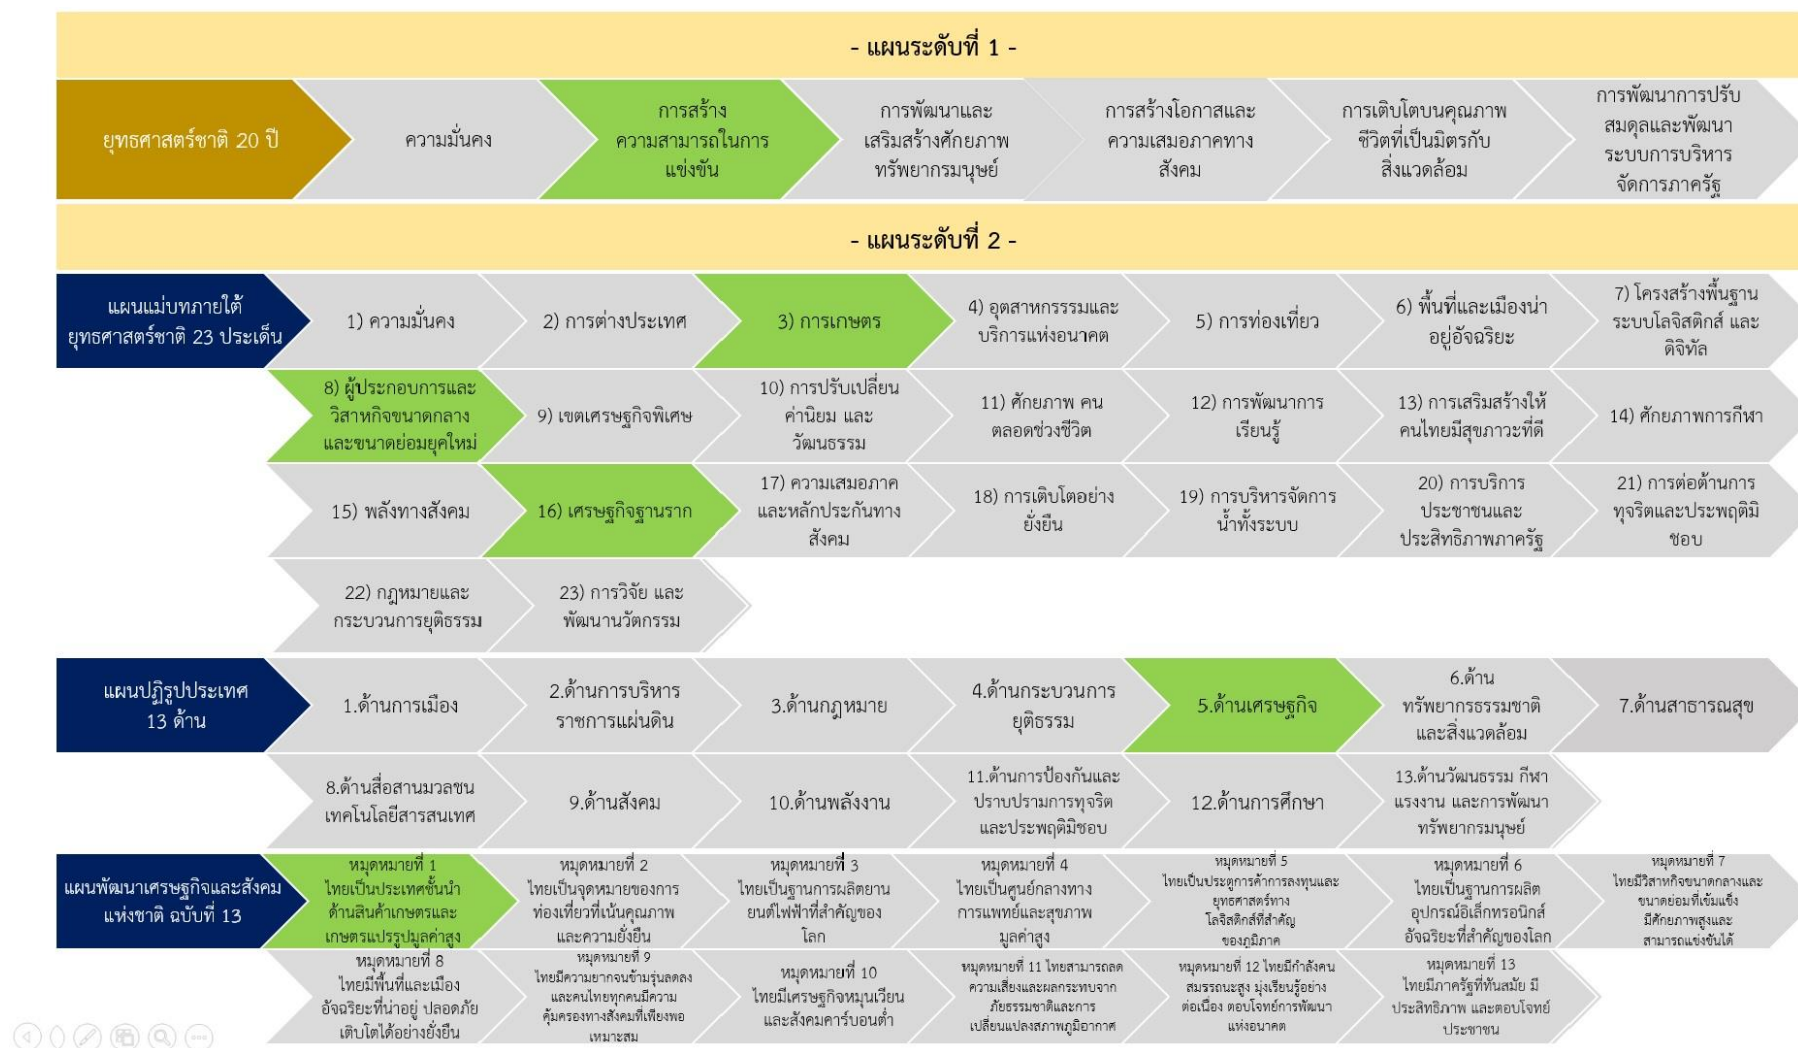 - แผนระดับที่ 1 -
ยุทธศาสตร์ชาติ 20 ปี
ความมั่นคง
การสร้าง
ความสามารถในการ
แข่งขัน
การพัฒนาและ
เสริมสร้างศักยภาพ
ทรัพยากรมนุษย์
การสร้างโอกาสและ
ความเสมอภาคทาง
สังคม
การเติบโตบนคุณภาพ
ชีวิตที่เป็นมิตรกับ
สิ่งแวดล้อม
การพัฒนาการปรับ
สมดุลและพัฒนา
ระบบการบริหาร
จัดการภาครัฐ
- แผนระดับที่ 2 -
แผนแม่บทภายใต้
ยุทธศาสตร์ชาติ 23 ประเด็น
1) ความมั่นคง
2) การต่างประเทศ
3) การเกษตร
4) อุตสาหกรรรมและ
บริการแห่งอนาคต
5) การท่องเที่ยว
6) พื้นที่และเมืองน่า
อยู่อัจฉริยะ
7) โครงสร้างพื้นฐาน
ระบบโลจิสติกส์ และ
ดิจิทัล
8) ผู้ประกอบการและ
วิสาหกิจขนาดกลาง
และขนาดย่อมยุคใหม่
9) เขตเศรษฐกิจพิเศษ
10) การปรับเปลี่ยน
ค่านิยม และ
วัฒนธรรม
11) ศักยภาพ คน
ตลอดช่วงชีวิต
12) การพัฒนาการ
เรียนรู้
13) การเสริมสร้างให้
คนไทยมีสุขภาวะที่ดี
14) ศักยภาพการกีฬา
15) พลังทางสังคม
16) เศรษฐกิจฐานราก
17) ความเสมอภาค
และหลักประกันทาง
สังคม
18) การเติบโตอย่าง
ยั่งยืน
19) การบริหารจัดการ
น้ำทั้งระบบ
20) การบริการ
ประชาชนและ
ประสิทธิภาพภาครัฐ
21) การต่อต้านการ
ทุจริตและประพฤติมิ
ชอบ
22) กฎหมายและ
กระบวนการยุติธรรม
23) การวิจัย และ
พัฒนานวัตกรรม
แผนปฏิรูปประเทศ
13 ด้าน
1.ด้านการเมือง
2.ด้านการบริหาร
ราชการแผ่นดิน
3.ด้านกฎหมาย
4.ด้านกระบวนการ
ยุติธรรม
5.ด้านเศรษฐกิจ
6.ด้าน
ทรัพยากรธรรมชาติ
และสิ่งแวดล้อม
7.ด้านสาธารณสุข
8.ด้านสื่อสานมวลชน
เทคโนโลยีสารสนเทศ
9.ด้านสังคม
10.ด้านพลังงาน
11.ด้านการป้องกันและ
ปราบปรามการทุจริต
และประพฤติมิชอบ
12.ด้านการศึกษา
13.ด้านวัฒนธรรม กีฬา
แรงงาน และการพัฒนา
ทรัพยากรมนุษย์
แผนพัฒนาเศรษฐกิจและสังคม
แห่งชาติ ฉบับที่ 13
หมุดหมายที่ 1
ไทยเป็นประเทศชั้นนำ
ด้านสินค้าเกษตรและ
เกษตรแปรรูปมูลค่าสูง
หมุดหมายที่ 2
ไทยเป็นจุดหมายของการ
ท่องเที่ยวที่เน้นคุณภาพ
และความยั่งยืน
หมุดหมายที่ 3
ไทยเป็นฐานการผลิตยาน
ยนต์ไฟฟ้าที่สำคัญของ
โลก
หมุดหมายที่ 4
ไทยเป็นศูนย์กลางทาง
การแพทย์และสุขภาพ
มูลค่าสูง
หมุดหมายที่ 5
ไทยเป็นประตูการค้าการลงทุนและ
ยุทธศาสตร์ทาง
โลจิสติกส์ที่สำคัญ
ของภูมิภาค
หมุดหมายที่ 6
ไทยเป็นฐานการผลิต
อุปกรณ์อิเล็กทรอนิกส์
อัจฉริยะที่สำคัญของโลก
หมุดหมายที่ 7
ไทยมีวิสาหกิจขนาดกลางและ
ขนาดย่อมที่เข้มแข็ง
มีศักยภาพสูงและ
สามารถแข่งขันได้
หมุดหมายที่ 8
ไทยมีพื้นที่และเมือง
อัจฉริยะที่น่าอยู่ ปลอดภัย
เติบโตได้อย่างยั่งยืน
หมุดหมายที่ 9
ไทยมีความยากจนข้ามรุ่นลดลง
และคนไทยทุกคนมีความ
คุ้มครองทางสังคมที่เพียงพอ
เหมาะสม
หมุดหมายที่ 10
ไทยมีเศรษฐกิจหมุนเวียน
และสังคมคาร์บอนต่ำ
หมุดหมายที่ 11 ไทยสามารถลด
ความเสี่ยงและผลกระทบจาก
ภัยธรรมชาติและการ
เปลี่ยนแปลงสภาพภูมิอากาศ
หมุดหมายที่ 12 ไทยมีกำลังคน
สมรรถนะสูง มุ่งเรียนรู้อย่าง
ต่อเนื่อง ตอบโจทย์การพัฒนา
แห่งอนาคต
หมุดหมายที่ 13
ไทยมีภาครัฐที่ทันสมัย มี
ประสิทธิภาพ และตอบโจทย์
ประชาชน